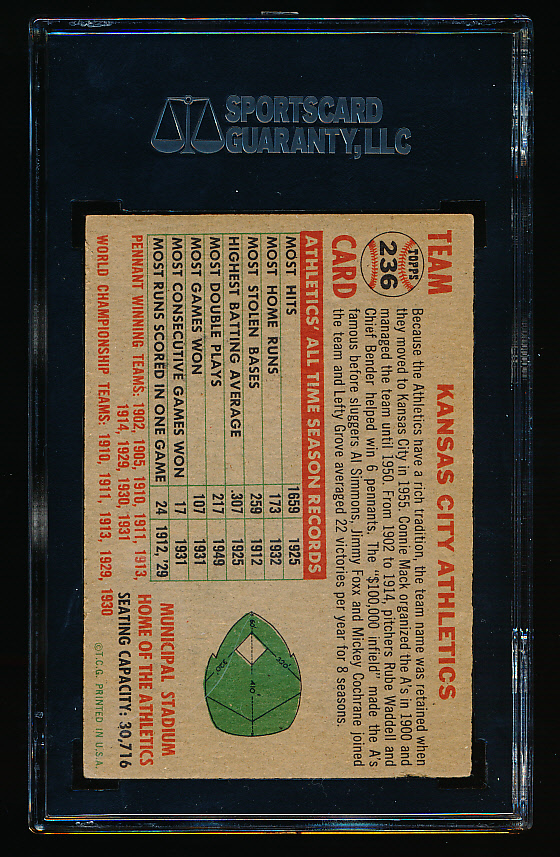 SPORTSCARD
GUARANTY, LLC
TEAM
CARD
TOPPS
236
KANSAS CITY ATHLETICS
Because the Athletics have a rich tradition, the team name was retained when
they moved to Kansas City in 1955. Connie Mack organized the A's in 1900 and
managed the team until 1950. From 1902 to 1914, pitchers Rube Waddell and
Chief Bender helped win 6 pennants. The "$100,000 infield" made the A's
famous before sluggers Al Simmons, Jimmy Foxx and Mickey Cochrane joined
the team and Lefty Grove averaged 22 victories per year for 8 seasons.
ATHLETICS' ALL TIME SEASON RECORDS
MOST HITS 1659 1925
MOST HOME RUNS 173 1932
MOST STOLEN BASES 259 1912
HIGHEST BATTING AVERAGE .307 1925
MOST DOUBLE PLAYS 217 1949
MOST GAMES WON 107 1931
MOST CONSECUTIVE GAMES WON 17 1931
MOST RUNS SCORED IN ONE GAME 24 1912, '29
PENNANT WINNING TEAMS: 1902, 1905, 1910, 1911, 1913,
1914, 1929, 1930, 1931
WORLD CHAMPIONSHIP TEAMS: 1910, 1911, 1913, 1929, 1930
320'
410'
MUNICIPAL STADIUM
HOME OF THE ATHLETICS
SEATING CAPACITY: 30,716
©T.C.G. PRINTED IN U.S.A.